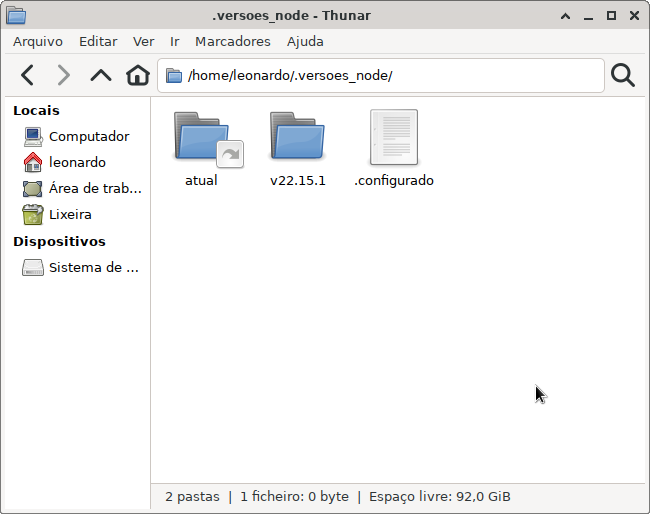 .versoes_node - Thunar
Arquivo Editar Ver Ir Marcadores Ajuda
/home/leonardo/.versoes_node/
Locais
Computador
leonardo
Área de trab...
Lixeira
Dispositivos
Sistema de ...
atual
v22.15.1
.configurado
2 pastas | 1 ficheiro: 0 byte | Espaço livre: 92,0 GiB